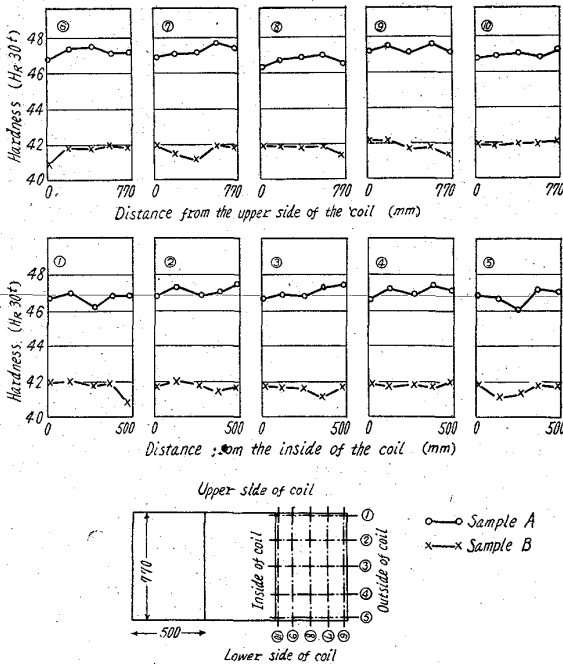 Hardness (HR·30t)
48
46
44
42
40
⑥ ⑦ ⑧ ⑨ ⑩
0 770 0 770 0 770 0 770 0 770
Distance from the upper side of the coil (mm)
Hardness (HR·30t)
48
46
44
42
40
① ② ③ ④ ⑤
0 500 0 500 0 500 0 500 0 500
Distance from the inside of the coil (mm)
Upper side of coil
770
500
Inside of coil
① ② ③ ④ ⑤
Outside of coil
Lower side of coil
Sample A
Sample B